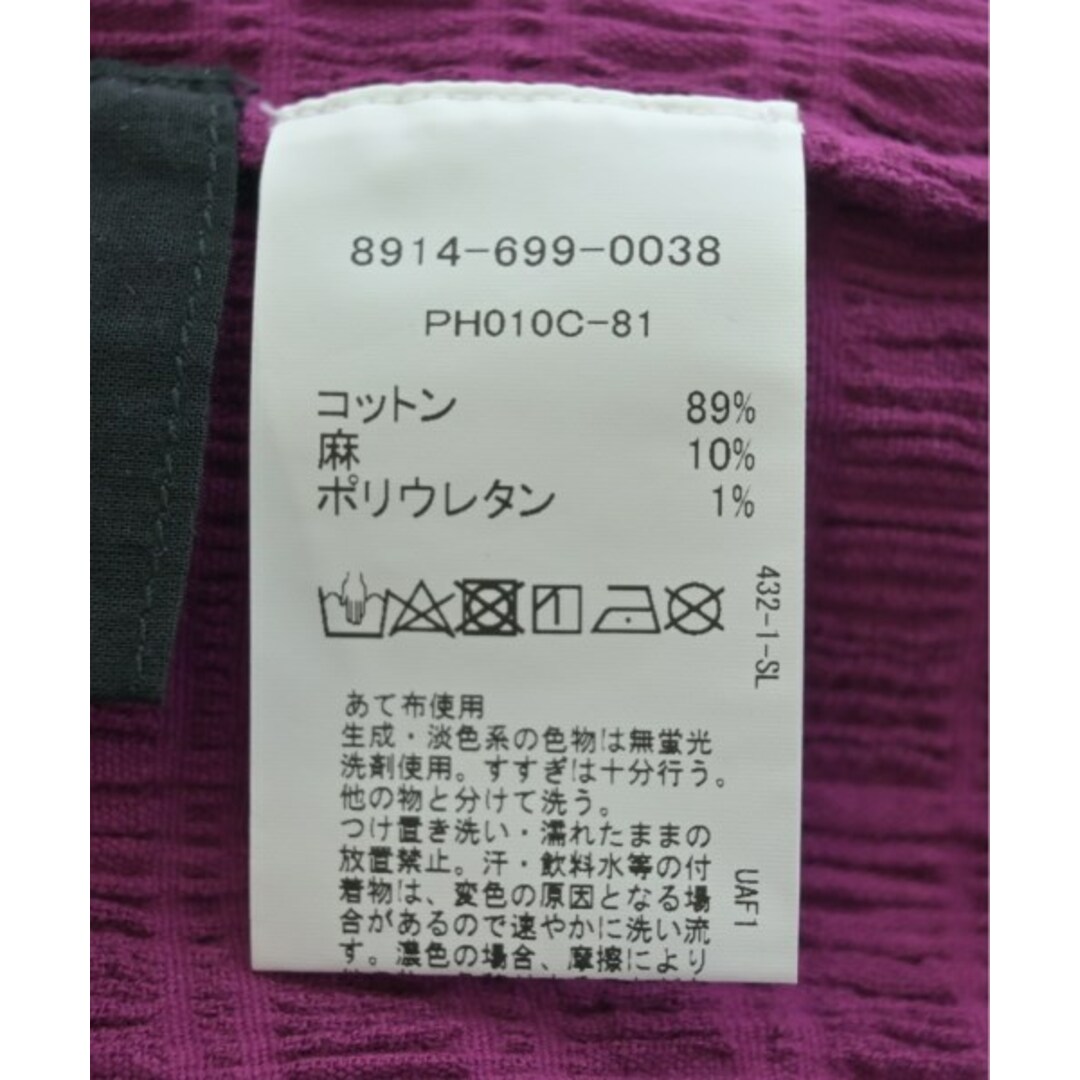 8914-699-0038
PH010C-81
コットン 89%
麻 10%
ポリウレタン 1%
432-1-SL
あて布使用
生成・淡色系の色物は無蛍光
洗剤使用。すすぎは十分行う。
他の物と分けて洗う。
つけ置き洗い・濡れたままの
放置禁止。汗・飲料水等の付
着物は、変色の原因となる場
合があるので速やかに洗い流
す。濃色の場合、摩擦により
UAF1